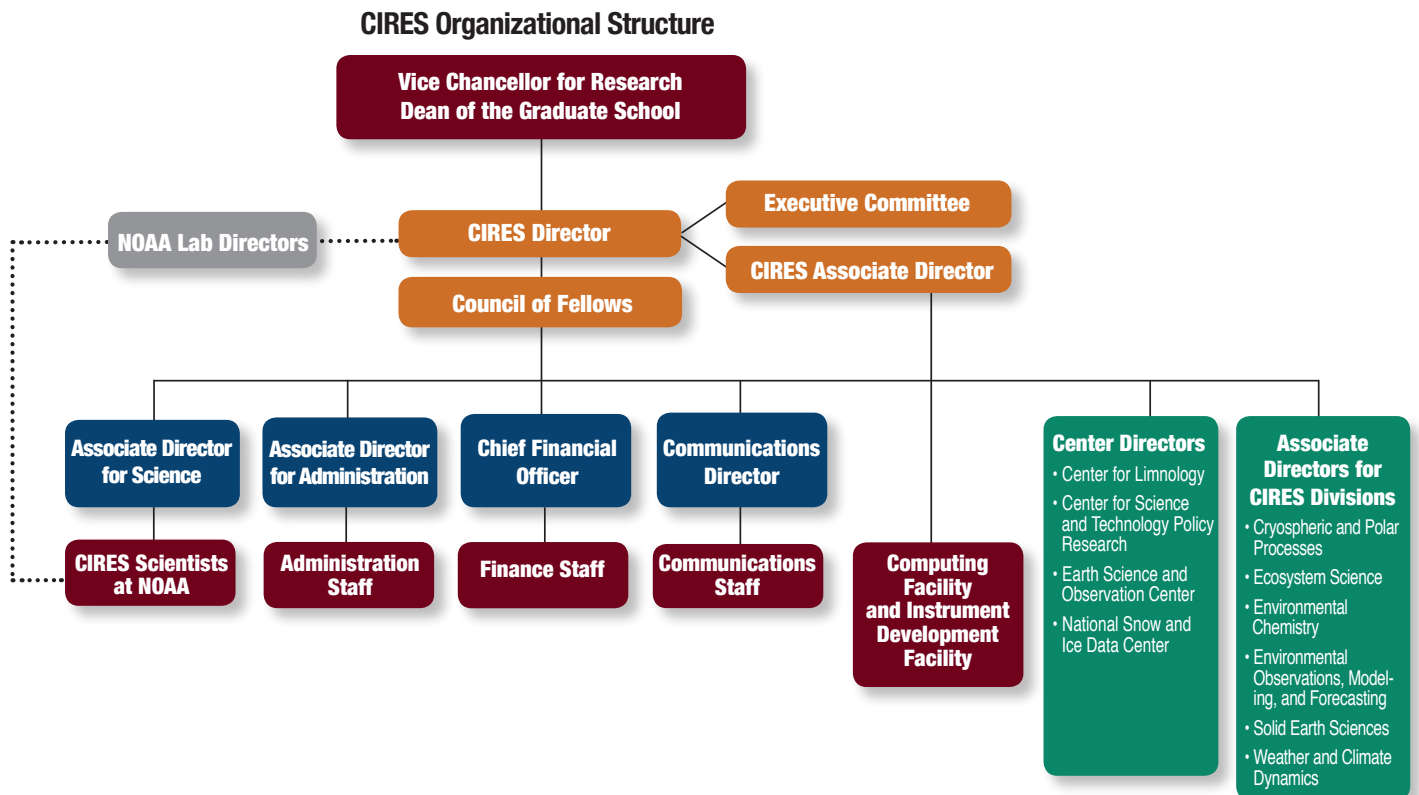 CIRES Organizational Structure
Vice Chancellor for Research
Dean of the Graduate School
Executive Committee
NOAA Lab Directors
CIRES Director
CIRES Associate Director
Council of Fellows
Associate Director
for Science
Associate Director
for Administration
Chief Financial
Officer
Communications
Director
CIRES Scientists
at NOAA
Administration
Staff
Finance Staff
Communications
Staff
Computing
Facility
and Instrument
Development
Facility
Center Directors
• Center for Limnology
• Center for Science
and Technology Policy
Research
• Earth Science and
Observation Center
• National Snow and
Ice Data Center
Associate
Directors for
CIRES Divisions
• Cryospheric and Polar
Processes
• Ecosystem Science
• Environmental
Chemistry
• Environmental
Observations, Model-
ing, and Forecasting
• Solid Earth Sciences
• Weather and Climate
Dynamics